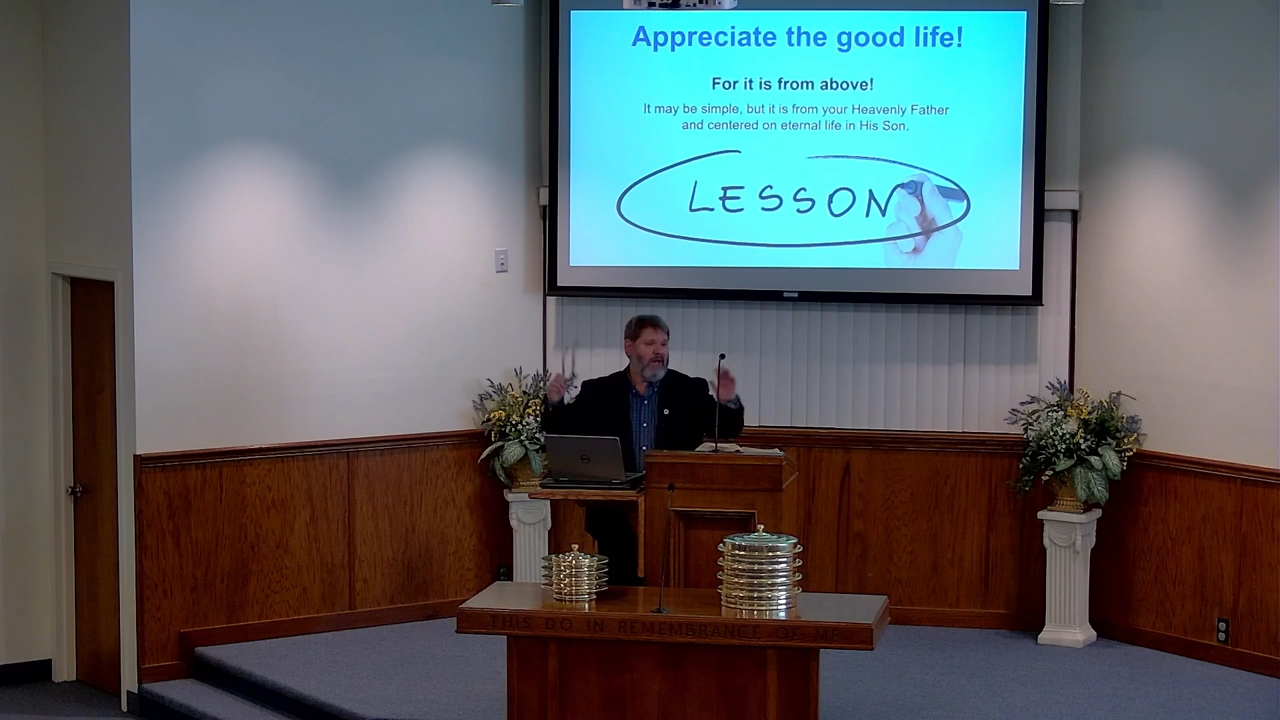 Appreciate the good life!
For it is from above!
It may be simple, but it is from your Heavenly Father
and centered on eternal life in His Son.
LESSON
THIS DO IN REMEMBRANCE OF ME